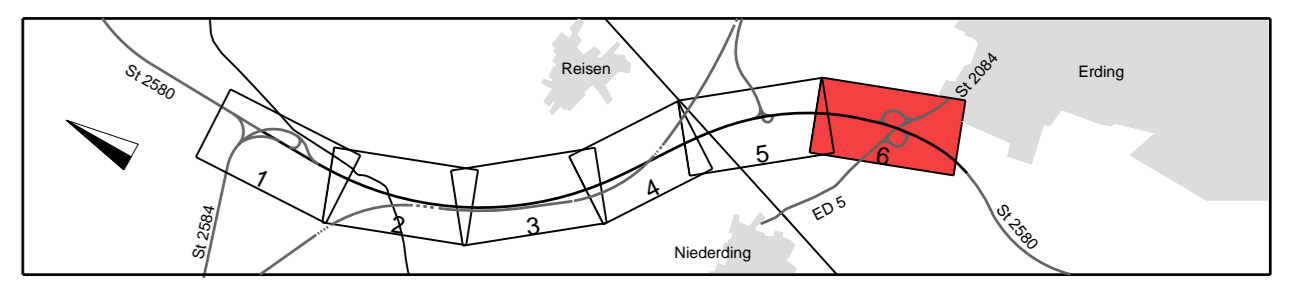 St 2580
Reisen
Erding
St 2084
1
2
3
4
5
6
St 2584
ED 5
Niederding
St 2580